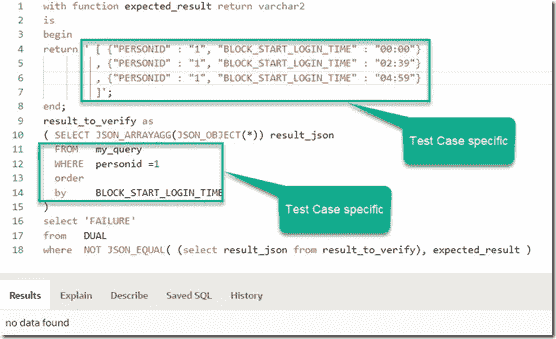 1 with function expected_result return varchar2
2 is
3 begin
4 return ' [ {"PERSONID" : "1", "BLOCK_START_LOGIN_TIME" : "00:00"}
5 , {"PERSONID" : "1", "BLOCK_START_LOGIN_TIME" : "02:39"}
6 , {"PERSONID" : "1", "BLOCK_START_LOGIN_TIME" : "04:59"}
7 ]';
8 end;
9 result_to_verify as
10 ( SELECT JSON_ARRAYAGG(JSON_OBJECT(*)) result_json
11 FROM my_query
12 WHERE personid =1
13 order
14 by BLOCK_START_LOGIN_TIME
15 )
16 select 'FAILURE'
17 from DUAL
18 where NOT JSON_EQUAL( (select result_json from result_to_verify), expected_result )
Test Case specific
Test Case specific
Results Explain Describe Saved SQL History
no data found